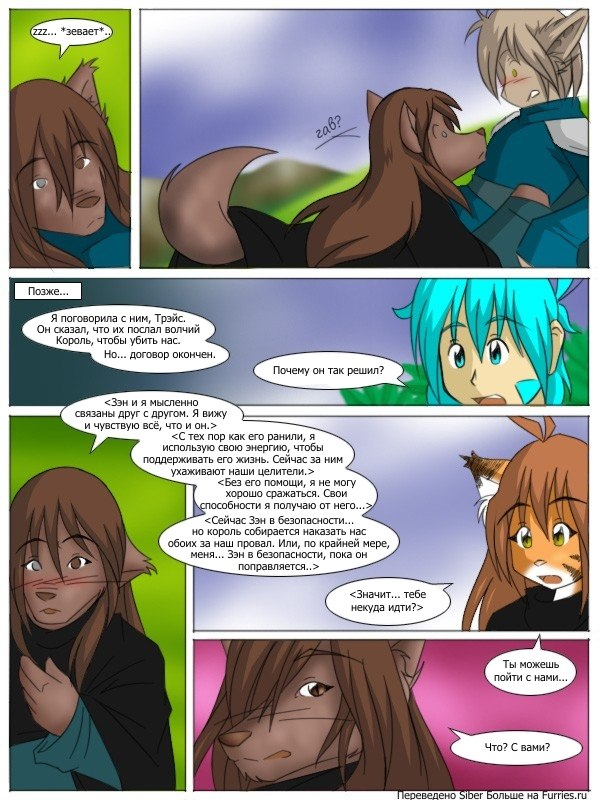 zzz... *зевает*..
гав?
Позже...
Я поговорила с ним, Трэйс.
Он сказал, что их послал волчий
Король, чтобы убить нас.
Но... договор окончен.
Почему он так решил?
<Зэн и я мысленно
связаны друг с другом. Я вижу
и чувствую всё, что и он.>
<С тех пор как его ранили, я
использую свою энергию, чтобы
поддерживать его жизнь. Сейчас за ним
ухаживают наши целители.>
<Без его помощи, я не могу
хорошо сражаться. Свои
способности я получаю от него...>
<Сейчас Зэн в безопасности...
но король собирается наказать нас
обоих за наш провал. Или, по крайней мере,
меня... Зэн в безопасности, пока он
поправляется..>
<Значит... тебе
некуда идти?>
Ты можешь
пойти с нами...
Что? С вами?
Переведено Siber Больше на Furries.ru